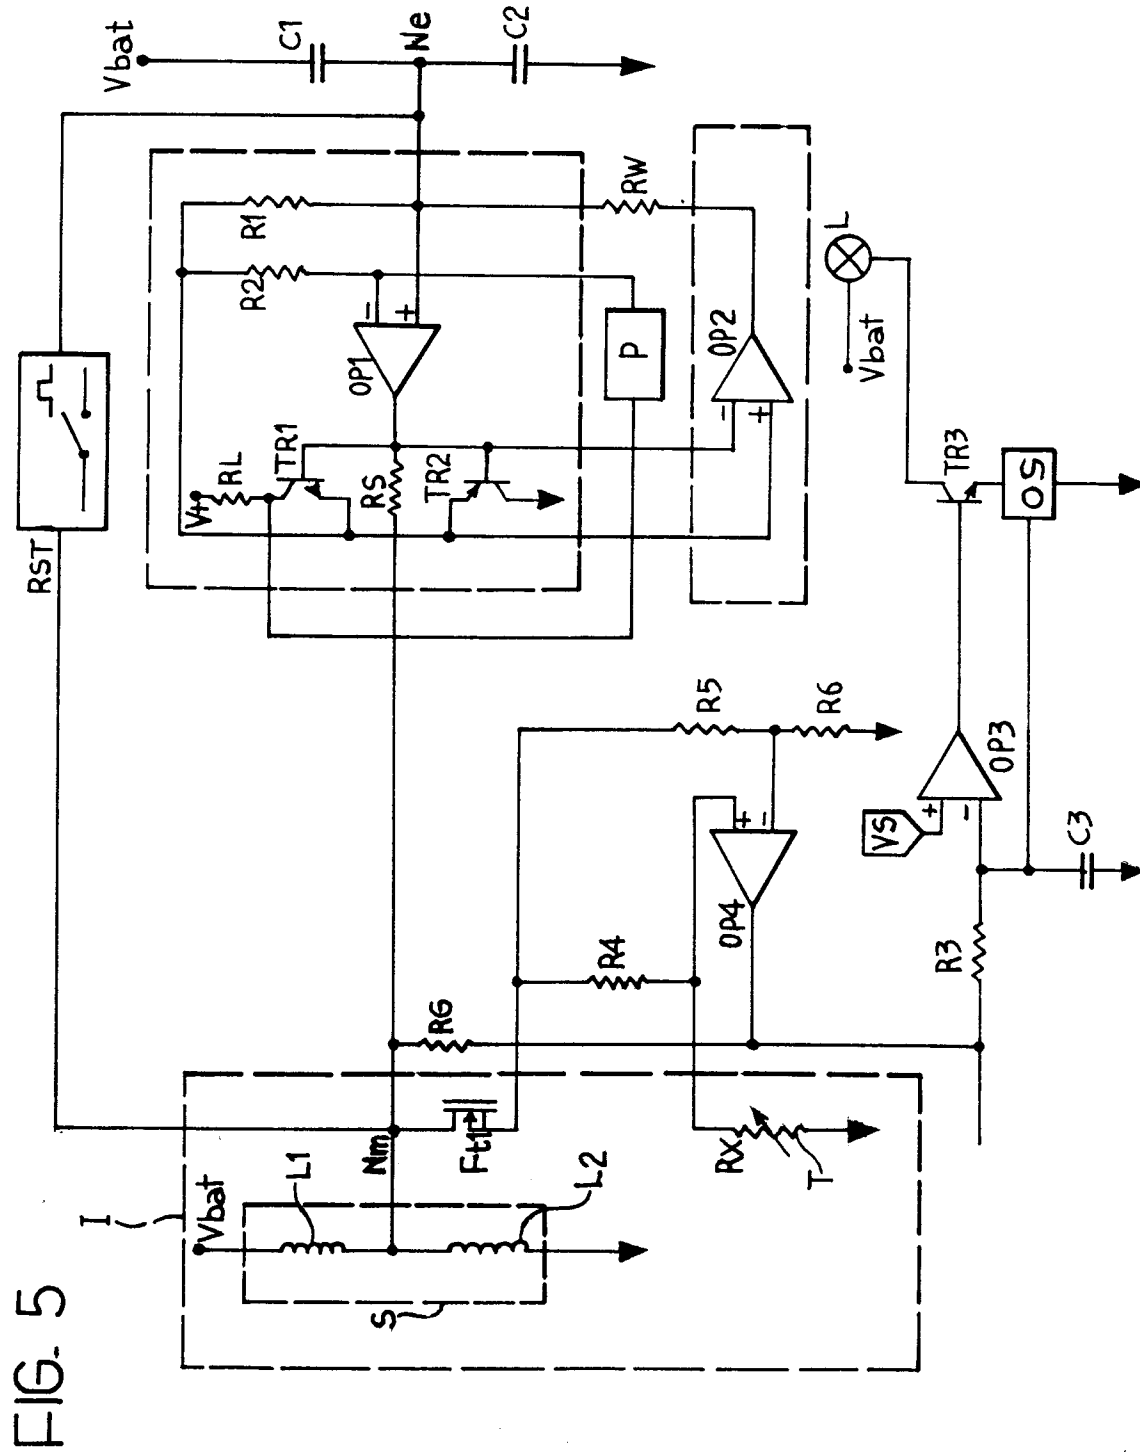 FIG. 5
Vbat
C1
Ne
C2
RST
R1
R2
RW
-
+
OP1
P
V+
RL
TR1
RS
TR2
OP2
-
+
L
Vbat
TR3
OS
R5
R6
+
-
OP4
R4
VS
+
-
OP3
C3
R3
RG
I
Vbat
L1
Nm
Ft1
L2
S
RX
T